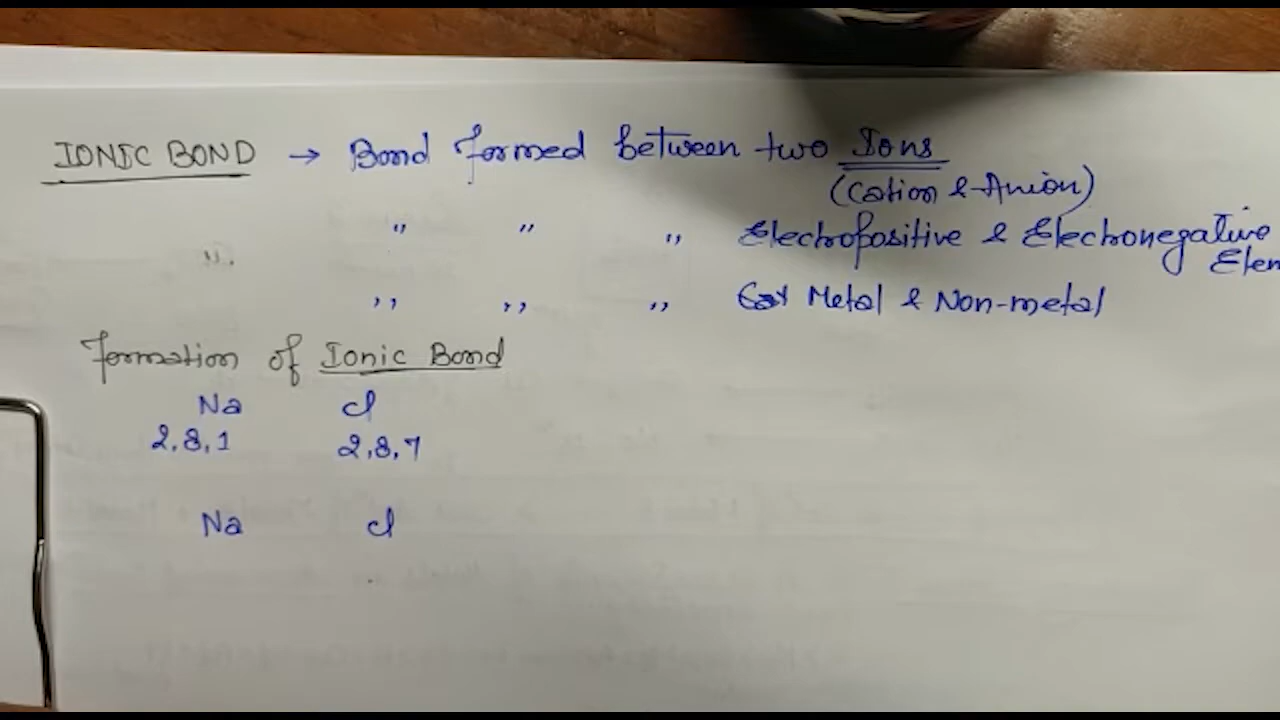 IONIC BOND → Bond formed between two Ions
(Cation & Anion)
" " " Electropositive & Electronegative
Elem
" " " Metal & Non-metal
Formation of Ionic Bond
Na Cl
2,8,1 2,8,7
Na Cl